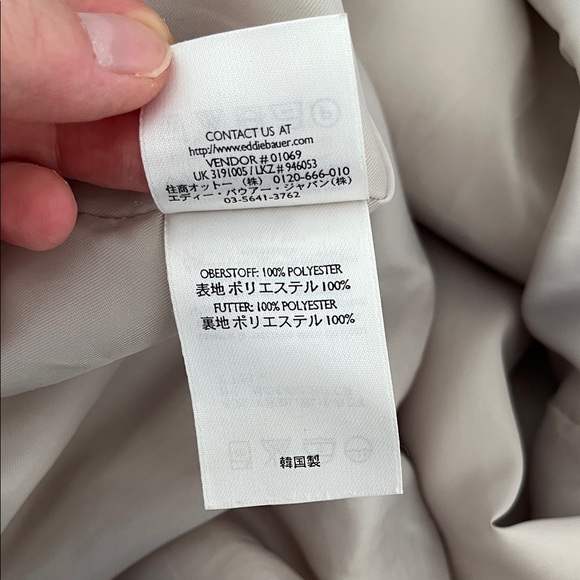 CONTACT US AT
http://www.eddiebauer.com
VENDOR # 01069
UK 3191005 / LKZ # 946053
住商オットー (株) 0120-666-010
エディー・バウアー・ジャパン(株)
03-5641-3762
OBERSTOFF: 100% POLYESTER
表地 ポリエステル 100%
FUTTER: 100% POLYESTER
裏地 ポリエステル 100%
韓国製